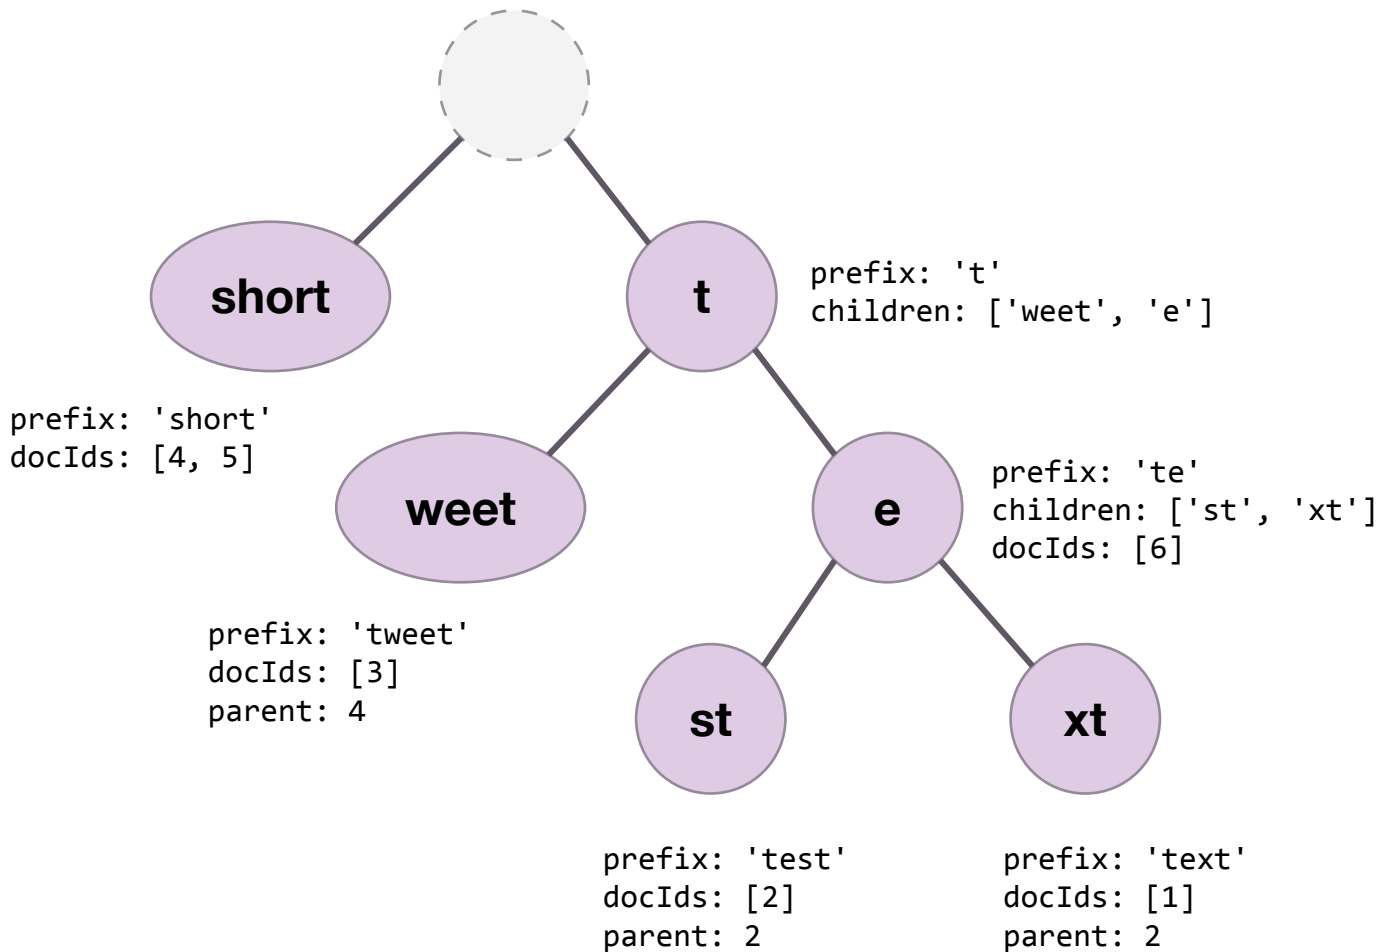 short
t
prefix: 't'
children: ['weet', 'e']
prefix: 'short'
docIds: [4, 5]
weet
e
prefix: 'te'
children: ['st', 'xt']
docIds: [6]
prefix: 'tweet'
docIds: [3]
parent: 4
st
xt
prefix: 'test'
docIds: [2]
parent: 2
prefix: 'text'
docIds: [1]
parent: 2